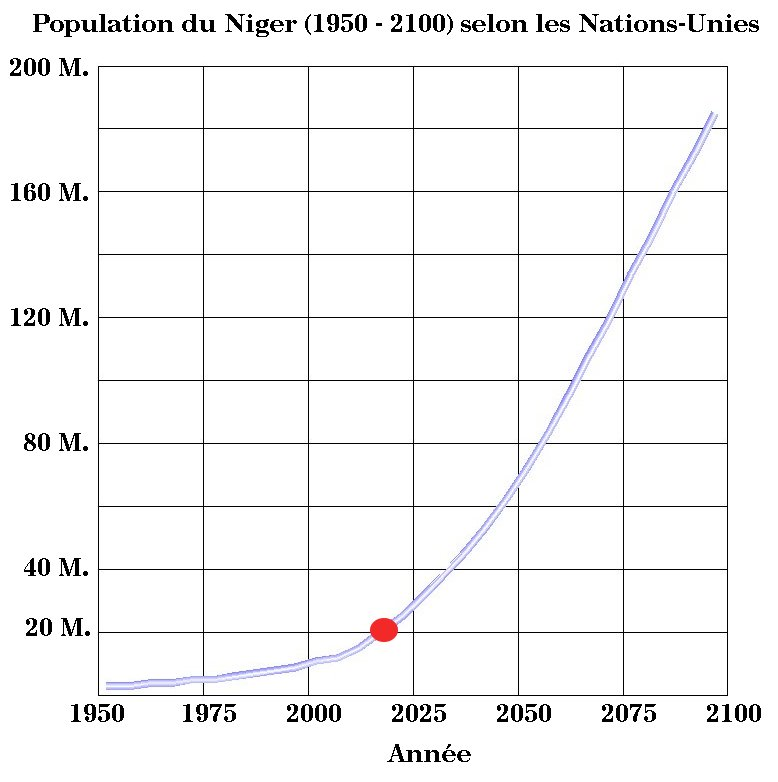 Population du Niger (1950 - 2100) selon les Nations-Unies
200 M.
160 M.
120 M.
80 M.
40 M.
20 M.
1950 1975 2000 2025 2050 2075 2100
Année